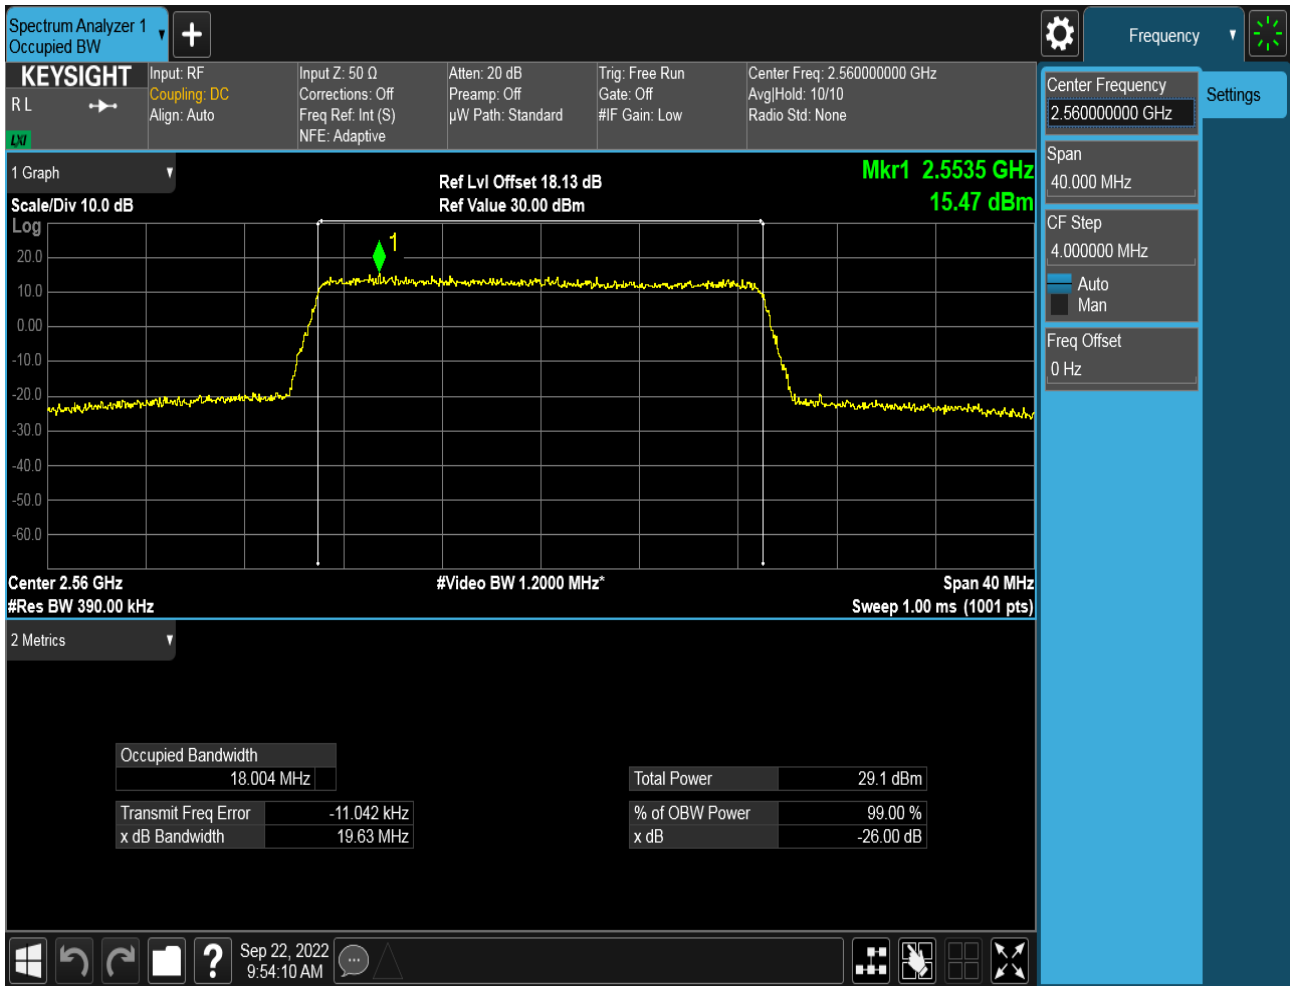 Spectrum Analyzer 1
Occupied BW
Frequency
KEYSIGHT
R L
LXI
Input: RF
Coupling: DC
Align: Auto
Input Z: 50 Ω
Corrections: Off
Freq Ref: Int (S)
NFE: Adaptive
Atten: 20 dB
Preamp: Off
µW Path: Standard
Trig: Free Run
Gate: Off
#IF Gain: Low
Center Freq: 2.560000000 GHz
Avg|Hold: 10/10
Radio Std: None
Center Frequency
2.560000000 GHz
Settings
Span
40.000 MHz
CF Step
4.000000 MHz
Auto
Man
Freq Offset
0 Hz
1 Graph
Scale/Div 10.0 dB
Ref Lvl Offset 18.13 dB
Ref Value 30.00 dBm
Mkr1 2.5535 GHz
15.47 dBm
Log
1
20.0
10.0
0.00
-10.0
-20.0
-30.0
-40.0
-50.0
-60.0
Center 2.56 GHz
#Video BW 1.2000 MHz*
Span 40 MHz
#Res BW 390.00 kHz
Sweep 1.00 ms (1001 pts)
2 Metrics
Occupied Bandwidth
18.004 MHz
Total Power 29.1 dBm
Transmit Freq Error -11.042 kHz
% of OBW Power 99.00 %
x dB Bandwidth 19.63 MHz
x dB -26.00 dB
?
Sep 22, 2022
9:54:10 AM